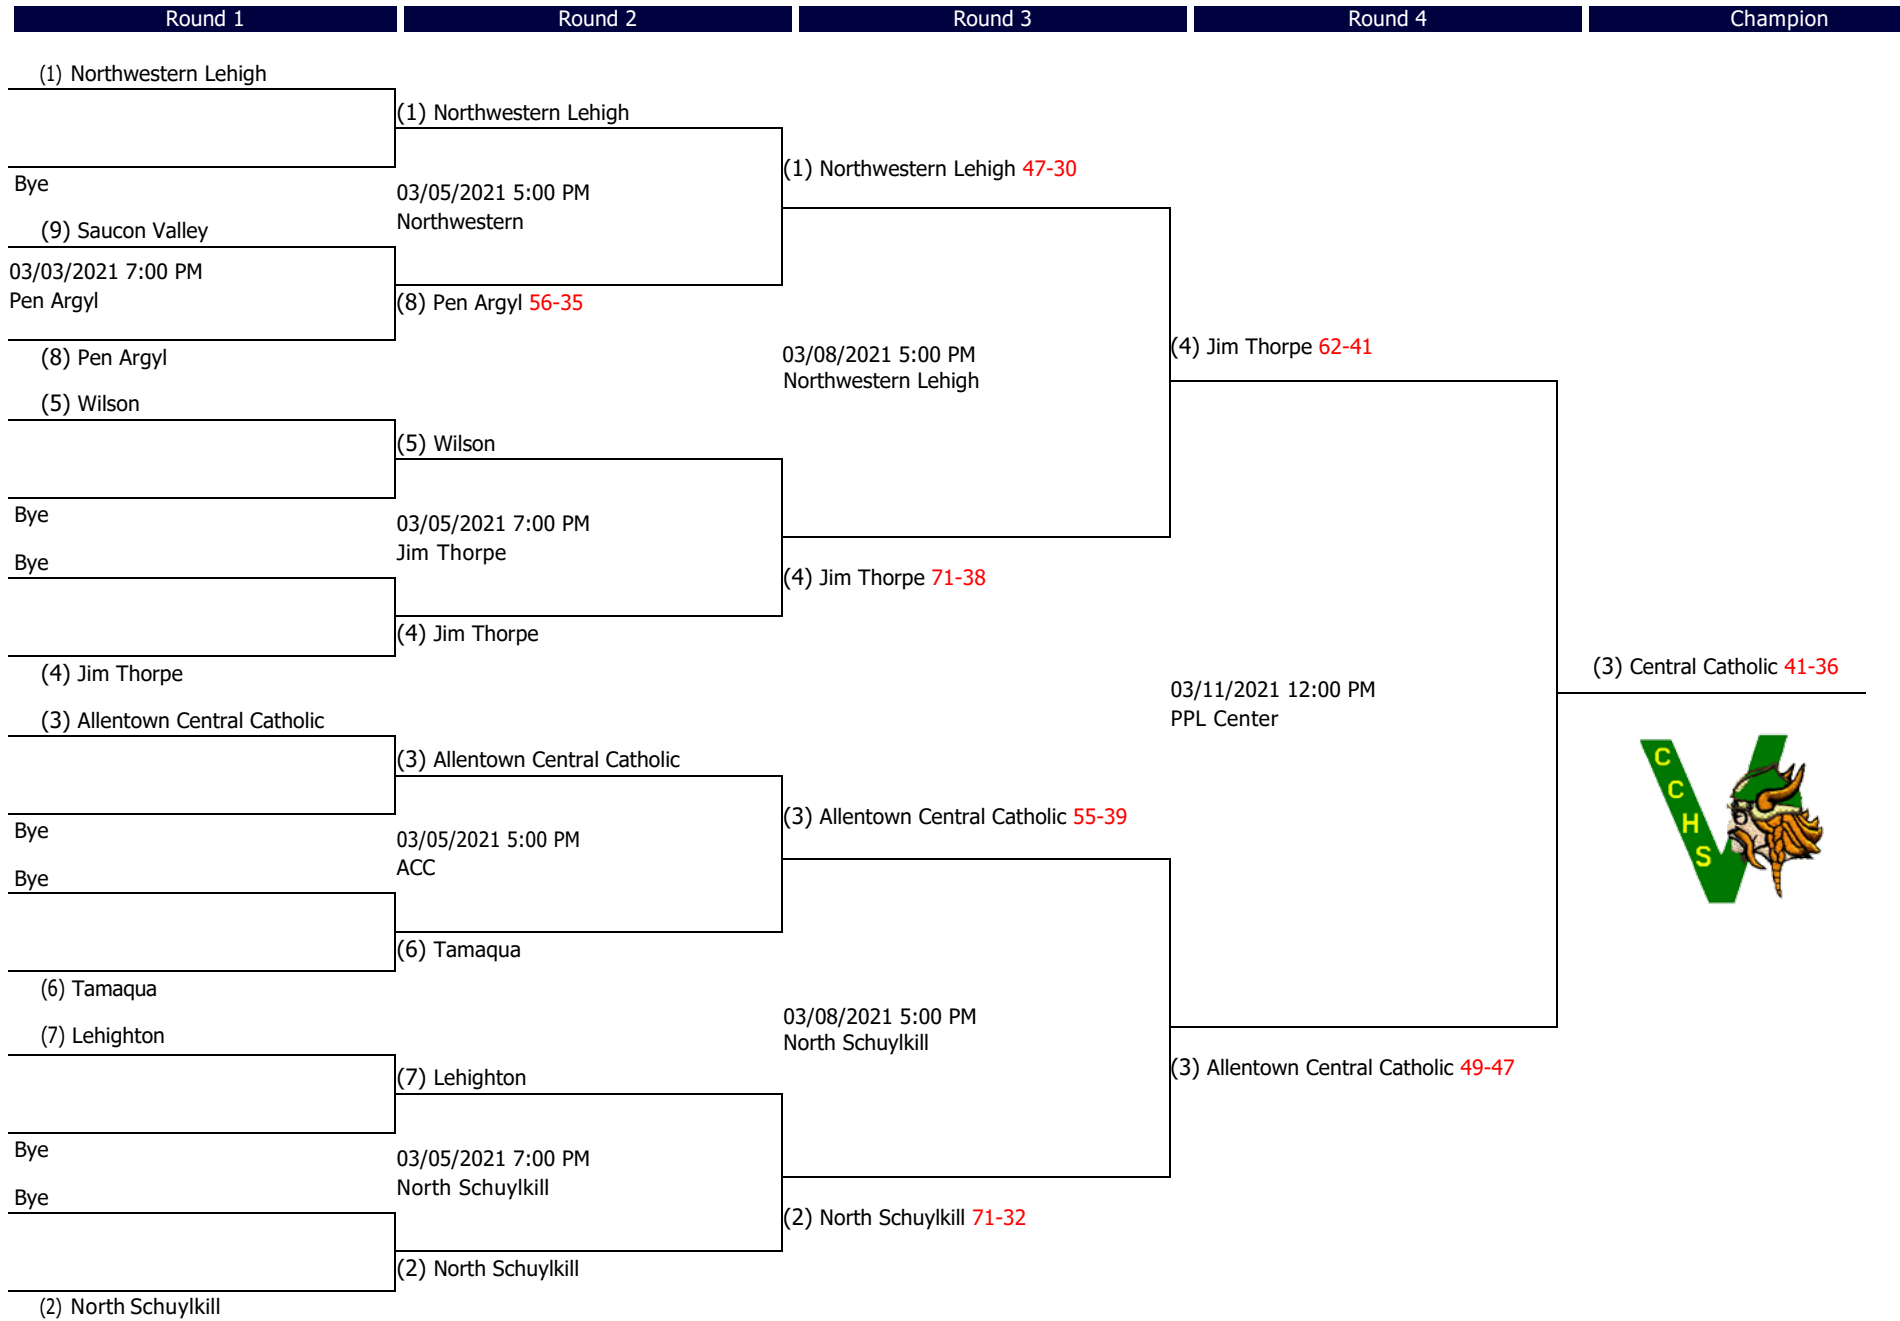 Round 1
Round 2
Round 3
Round 4
Champion
(1) Northwestern Lehigh
Bye
(9) Saucon Valley
03/03/2021 7:00 PM
Pen Argyl
(8) Pen Argyl
(5) Wilson
Bye
Bye
(4) Jim Thorpe
(3) Allentown Central Catholic
Bye
Bye
(6) Tamaqua
(7) Lehighton
Bye
Bye
(2) North Schuylkill
(1) Northwestern Lehigh
03/05/2021 5:00 PM
Northwestern
(8) Pen Argyl 56-35
(5) Wilson
03/05/2021 7:00 PM
Jim Thorpe
(4) Jim Thorpe
(3) Allentown Central Catholic
03/05/2021 5:00 PM
ACC
(6) Tamaqua
(7) Lehighton
03/05/2021 7:00 PM
North Schuylkill
(2) North Schuylkill
(1) Northwestern Lehigh 47-30
03/08/2021 5:00 PM
Northwestern Lehigh
(4) Jim Thorpe 71-38
(3) Allentown Central Catholic 55-39
03/08/2021 5:00 PM
North Schuylkill
(2) North Schuylkill 71-32
(4) Jim Thorpe 62-41
03/11/2021 12:00 PM
PPL Center
(3) Allentown Central Catholic 49-47
(3) Central Catholic 41-36
CCHS